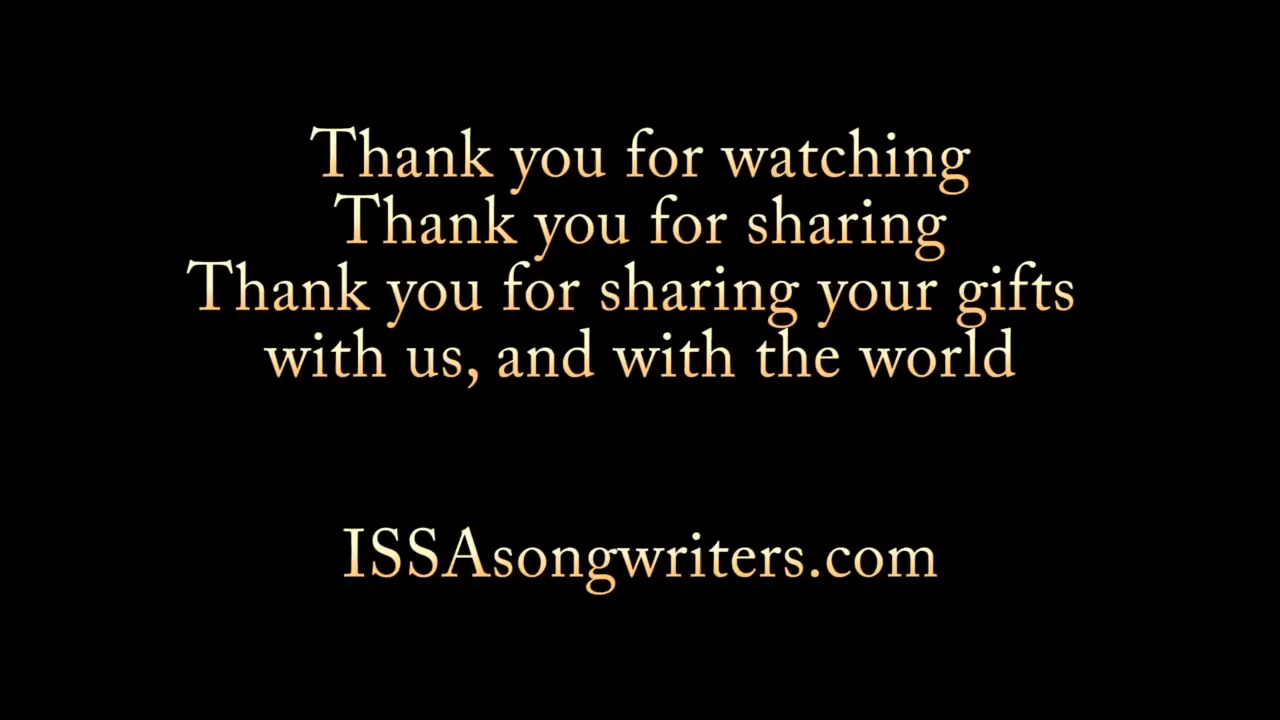 Thank you for watching
Thank you for sharing
Thank you for sharing your gifts
with us, and with the world
ISSAsongwriters.com